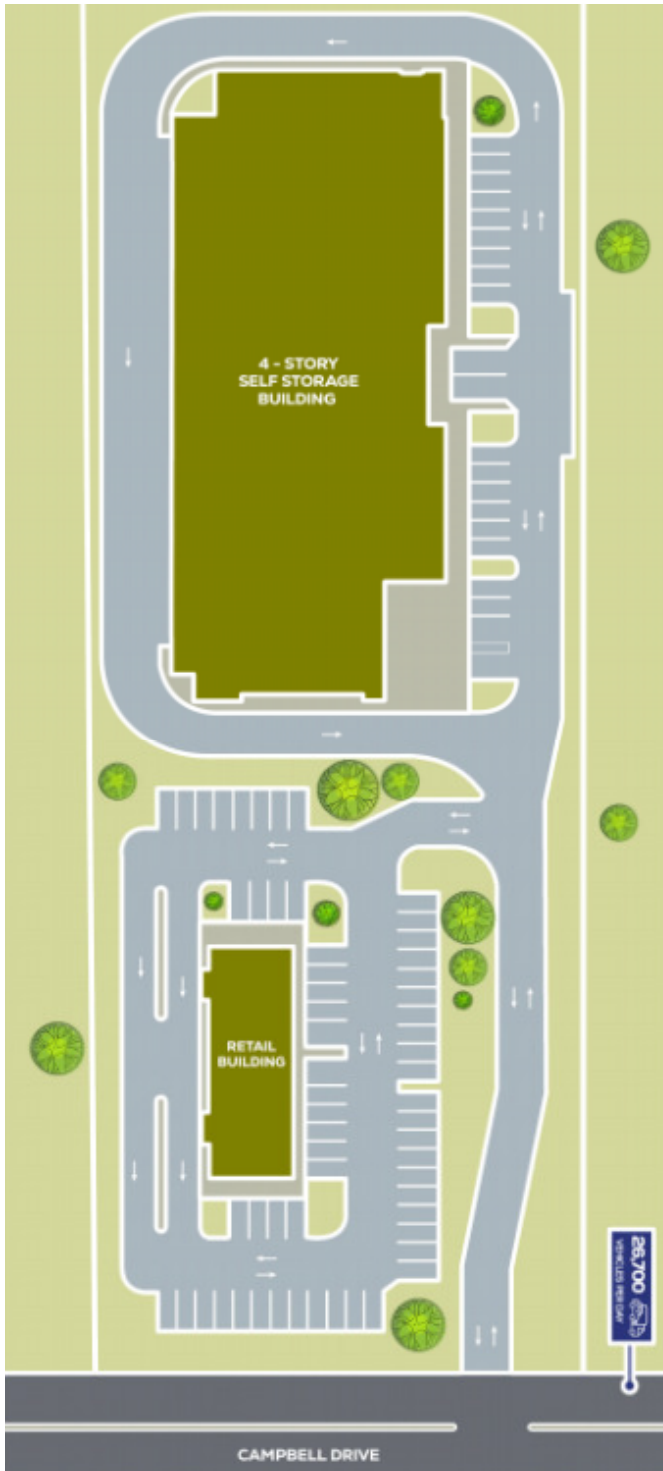 4 - STORY
SELF STORAGE
BUILDING
RETAIL
BUILDING
26,700
VEHICLES PER DAY
CAMPBELL DRIVE